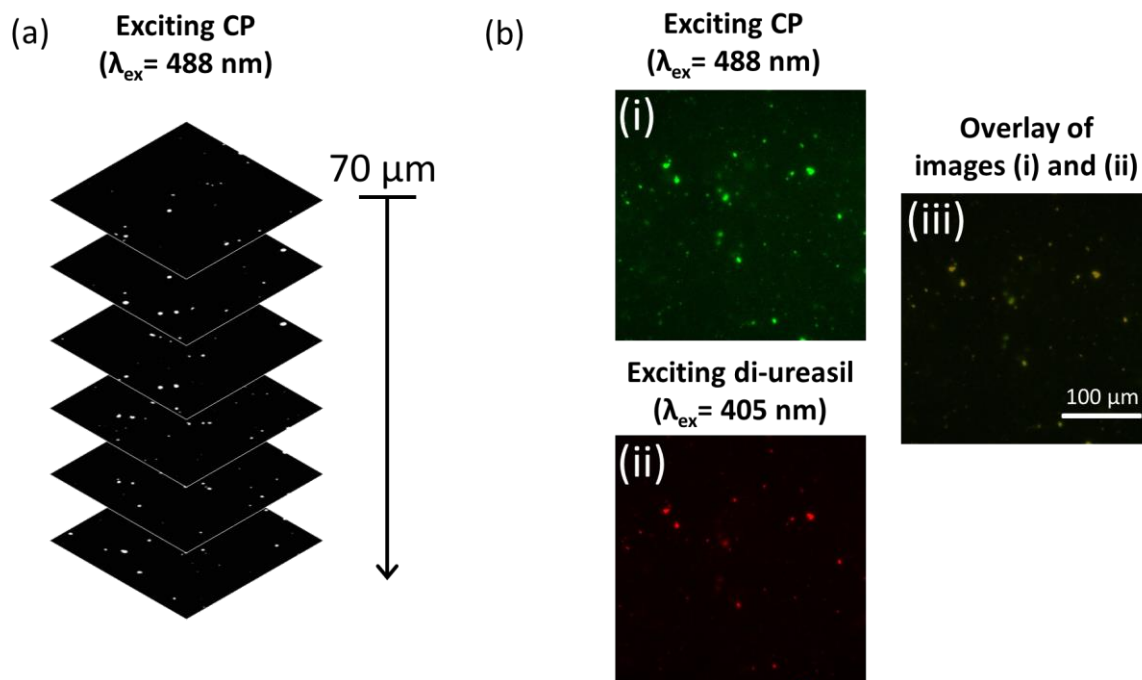 (a)
Exciting CP
(λex= 488 nm)
70 μm
(b)
Exciting CP
(λex= 488 nm)
(i)
Exciting di-ureasil
(λex= 405 nm)
(ii)
Overlay of
images (i) and (ii)
(iii)
100 μm